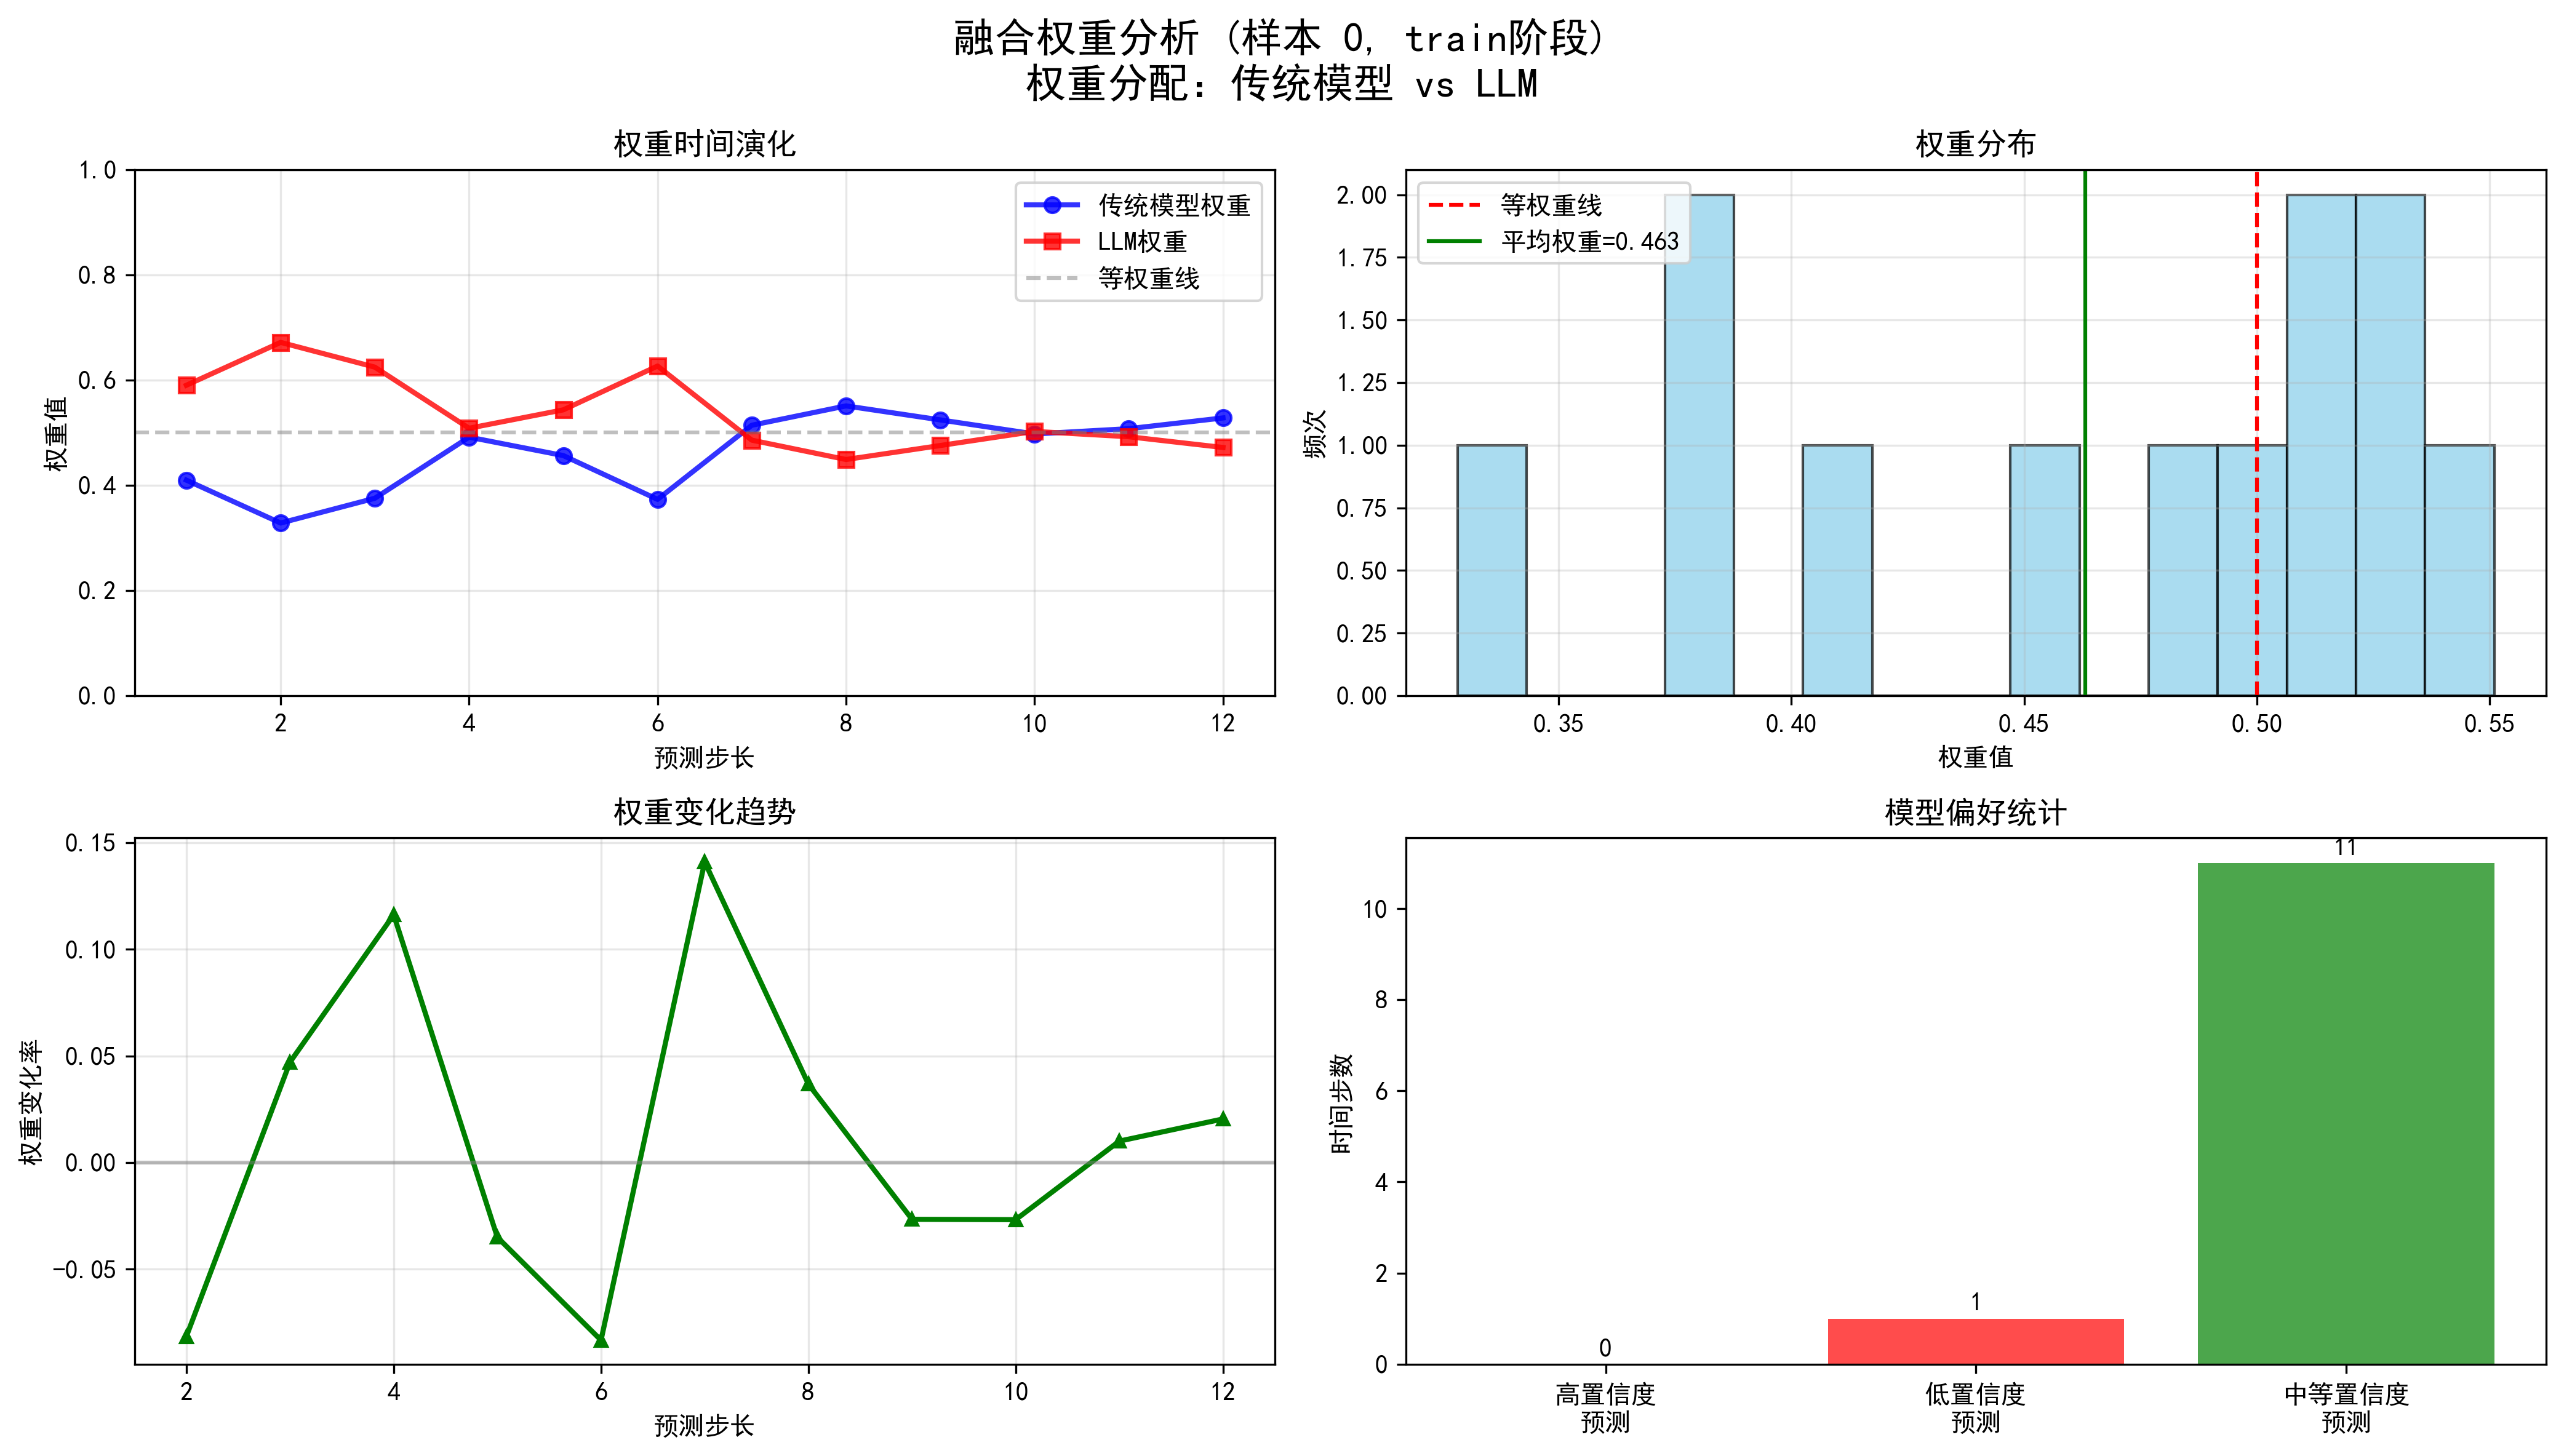 融合权重分析 (样本 0, train阶段)
权重分配：传统模型 vs LLM
权重时间演化
1.0
0.8
0.6
0.4
0.2
0.0
权重值
传统模型权重
LLM权重
等权重线
2 4 6 8 10 12
预测步长
权重分布
2.00
1.75
1.50
1.25
1.00
0.75
0.50
0.25
0.00
频次
等权重线
平均权重=0.463
0.35 0.40 0.45 0.50 0.55
权重值
权重变化趋势
0.15
0.10
0.05
0.00
−0.05
权重变化率
2 4 6 8 10 12
预测步长
模型偏好统计
10
8
6
4
2
0
时间步数
0
1
11
高置信度
预测
低置信度
预测
中等置信度
预测